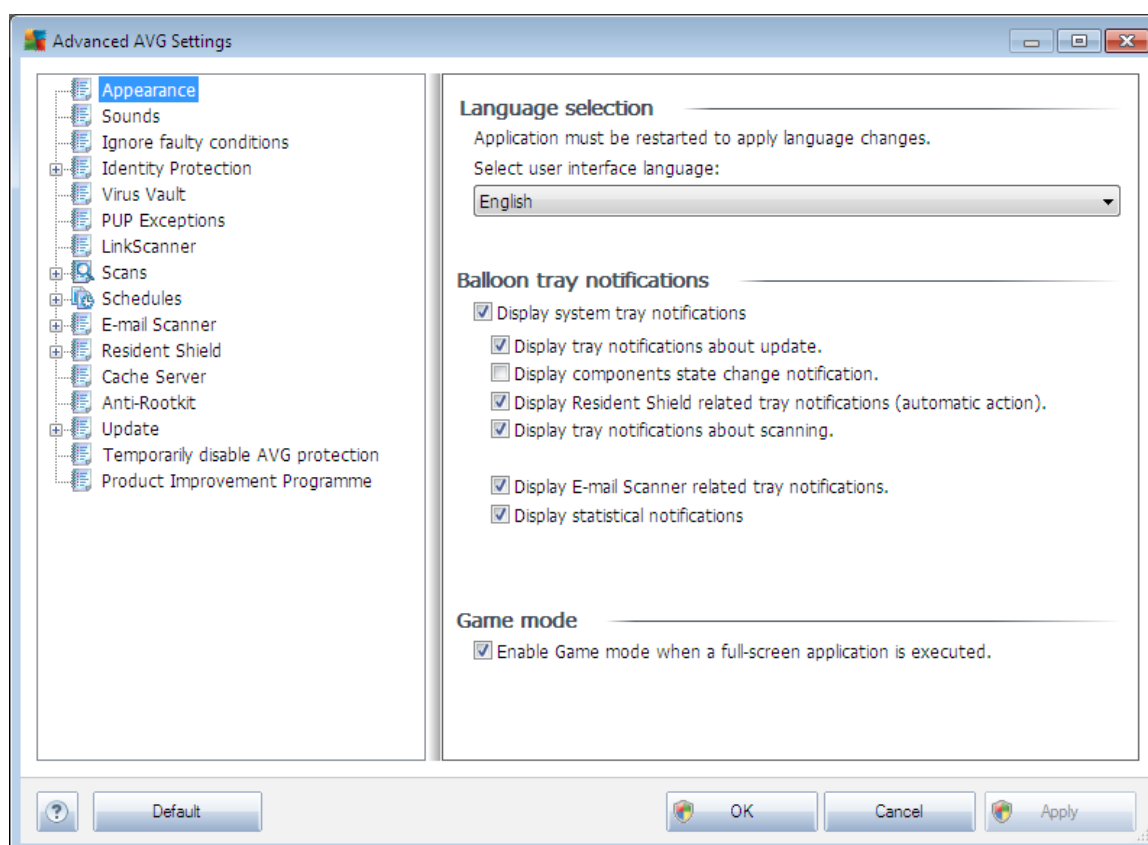 Advanced AVG Settings
Appearance
Sounds
Ignore faulty conditions
Identity Protection
Virus Vault
PUP Exceptions
LinkScanner
Scans
Schedules
E-mail Scanner
Resident Shield
Cache Server
Anti-Rootkit
Update
Temporarily disable AVG protection
Product Improvement Programme
Language selection
Application must be restarted to apply language changes.
Select user interface language:
English
Balloon tray notifications
Display system tray notifications
Display tray notifications about update.
Display components state change notification.
Display Resident Shield related tray notifications (automatic action).
Display tray notifications about scanning.
Display E-mail Scanner related tray notifications.
Display statistical notifications
Game mode
Enable Game mode when a full-screen application is executed.
?
Default
OK
Cancel
Apply